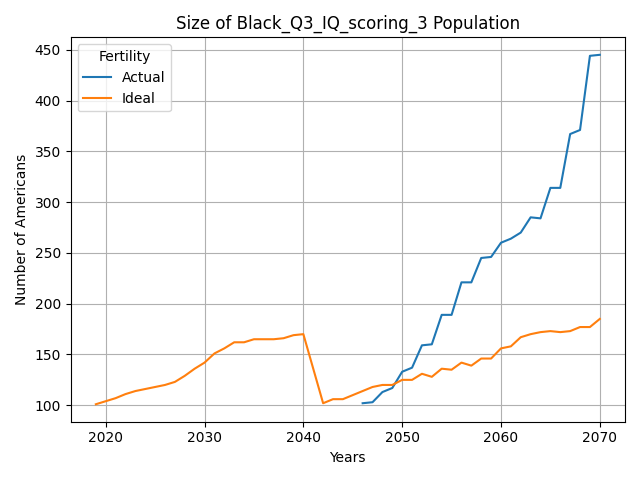 Size of Black_Q3_IQ_scoring_3 Population
Fertility
Actual
Ideal
Number of Americans
450
400
350
300
250
200
150
100
2020
2030
2040
2050
2060
2070
Years